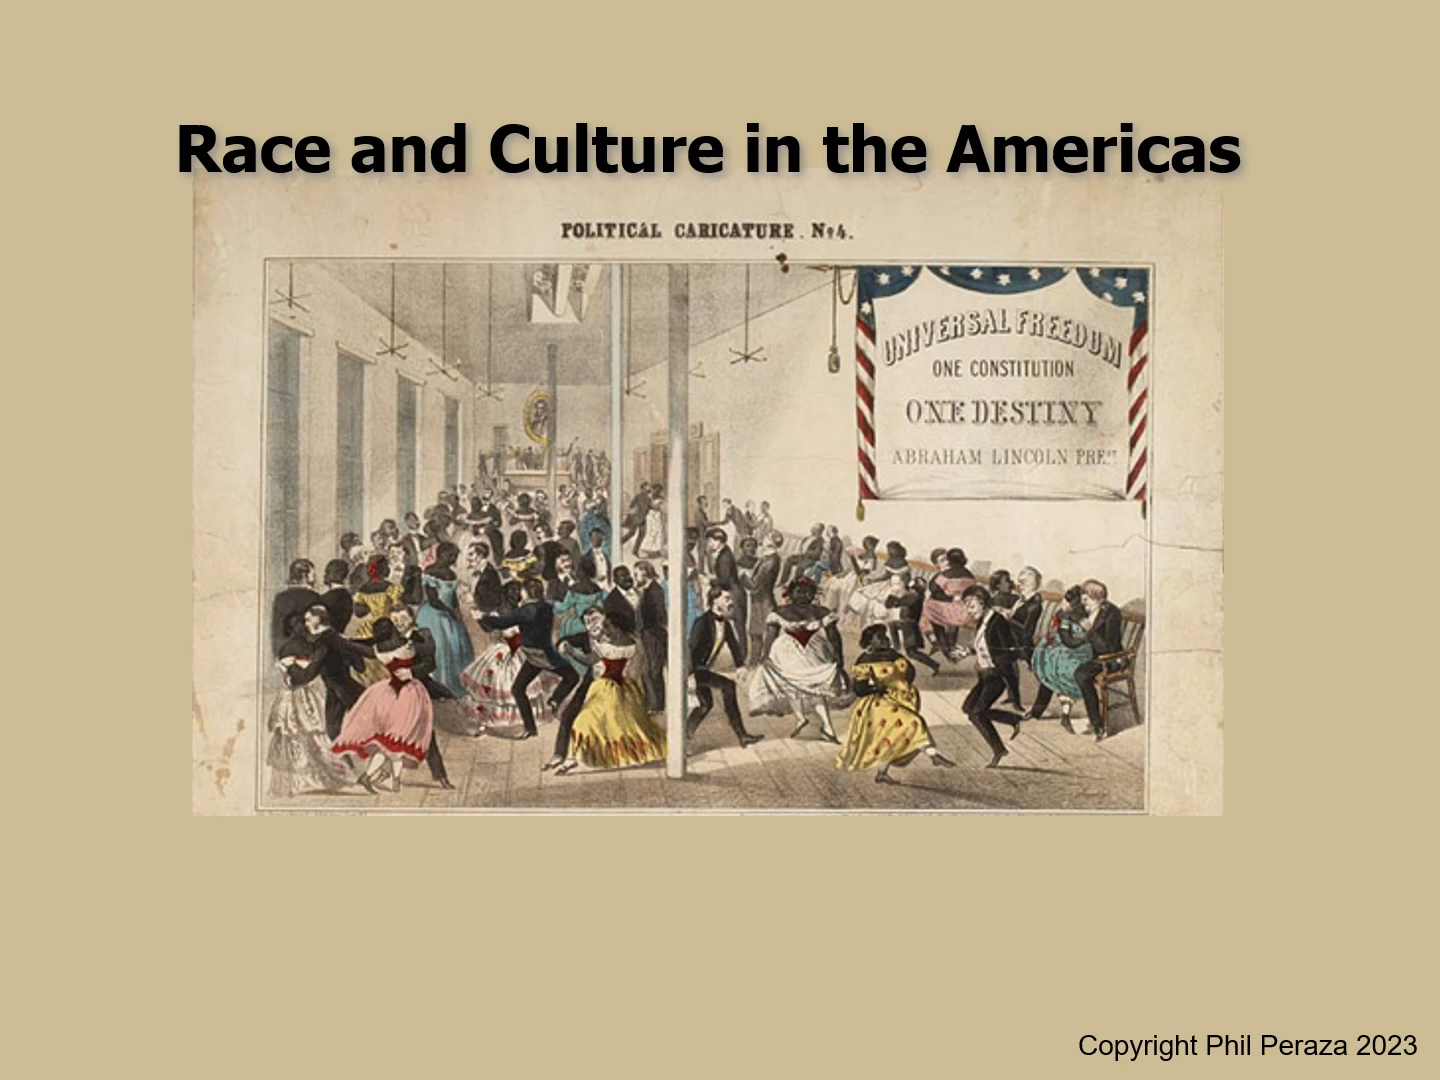 Race and Culture in the Americas
POLITICAL CARICATURE. No 4.
UNIVERSAL FREEDOM
ONE CONSTITUTION
ONE DESTINY
ABRAHAM LINCOLN PREST
Copyright Phil Peraza 2023